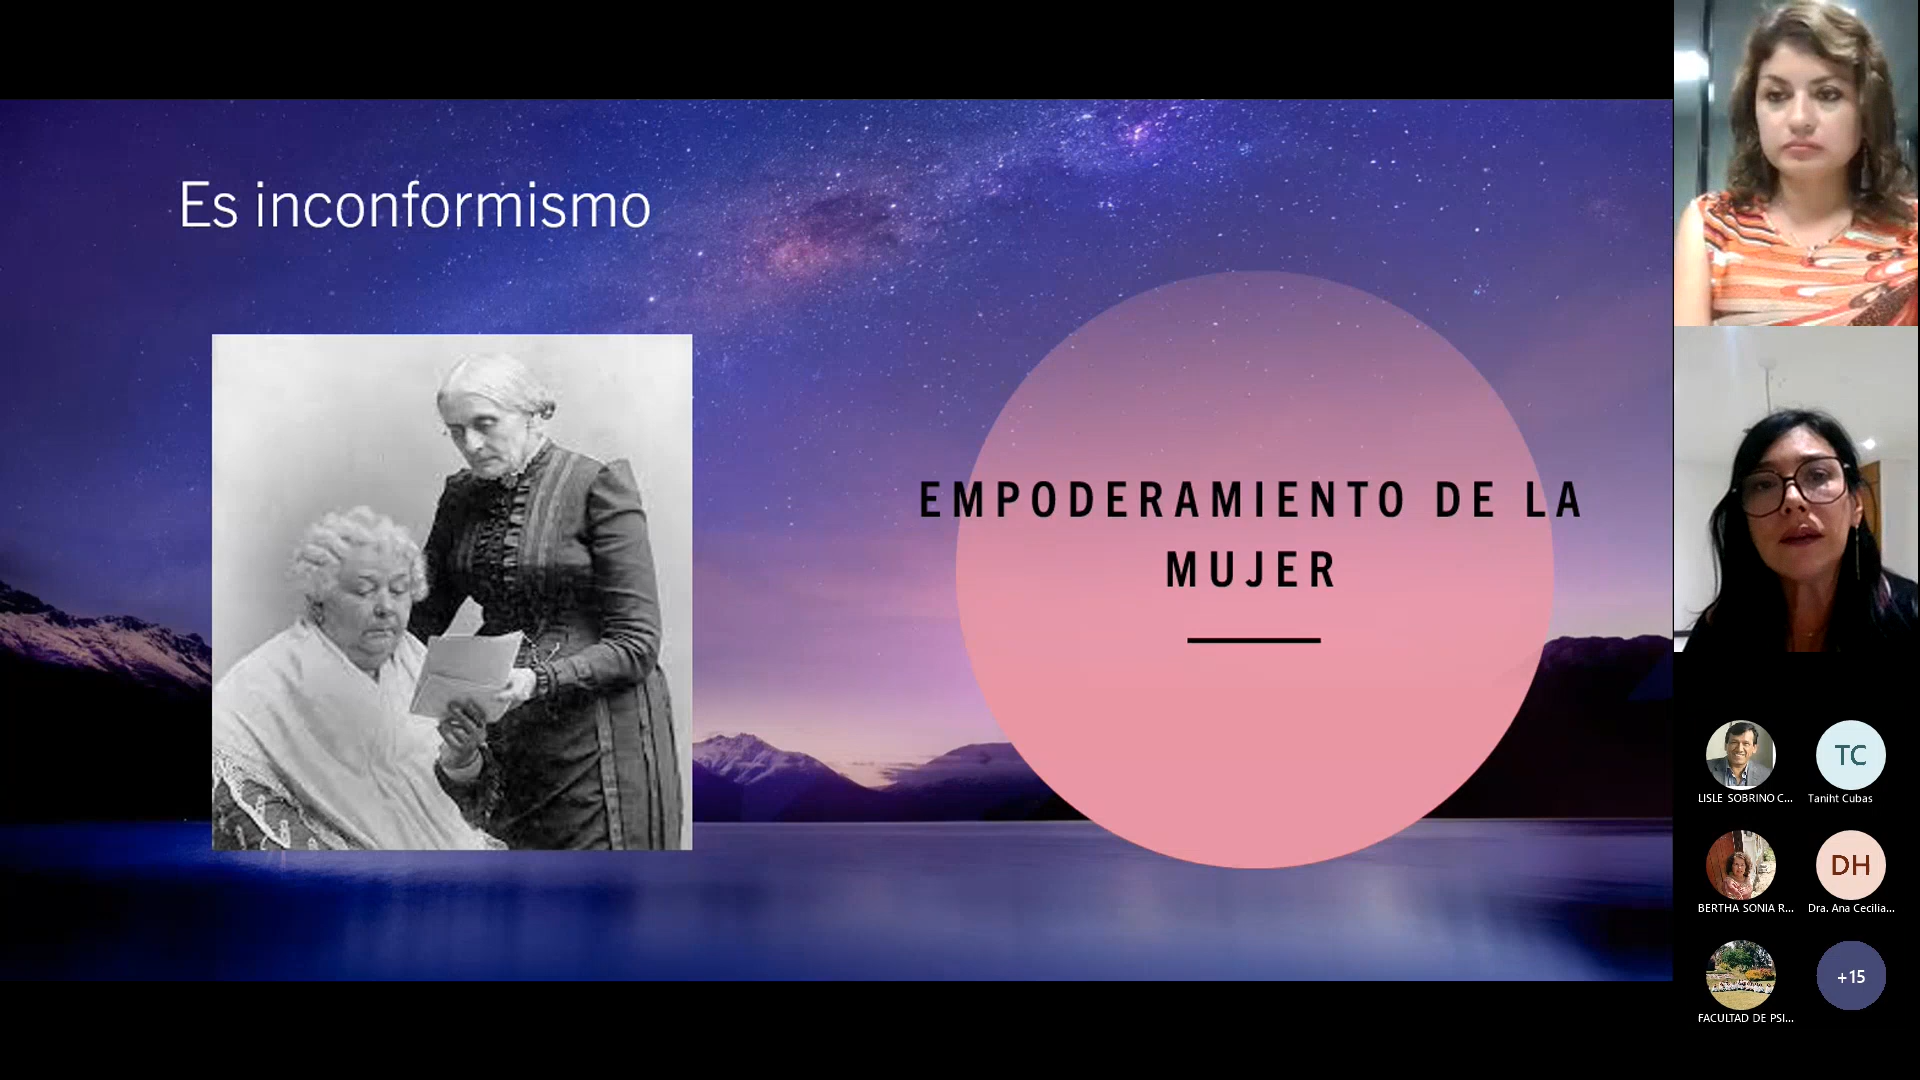 Es inconformismo
EMPODERAMIENTO DE LA
MUJER
TC
LISLE SOBRINO C...
Taniht Cubas
DH
BERTHA SONIA R...
Dra. Ana Cecilia...
+15
FACULTAD DE PSI...